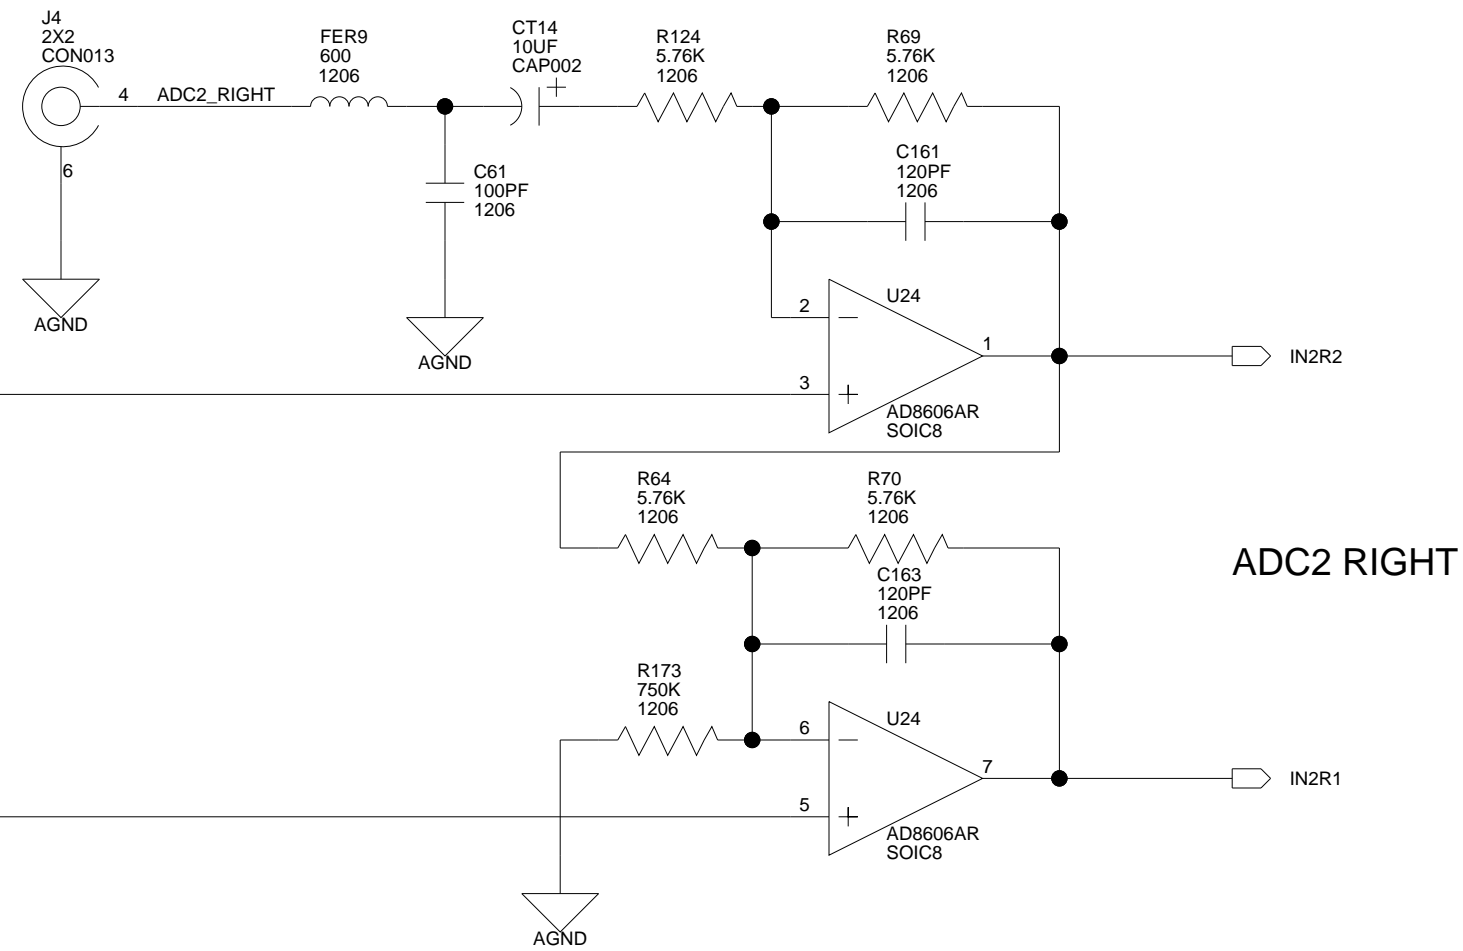 J4
2X2
CON013
4
ADC2_RIGHT
6
AGND
FER9
600
1206
CT14
10UF
CAP002
+
C61
100PF
1206
AGND
R124
5.76K
1206
R69
5.76K
1206
C161
120PF
1206
U24
2
3
1
AD8606AR
SOIC8
IN2R2
R64
5.76K
1206
R70
5.76K
1206
C163
120PF
1206
ADC2 RIGHT
R173
750K
1206
U24
6
5
7
AD8606AR
SOIC8
IN2R1
AGND